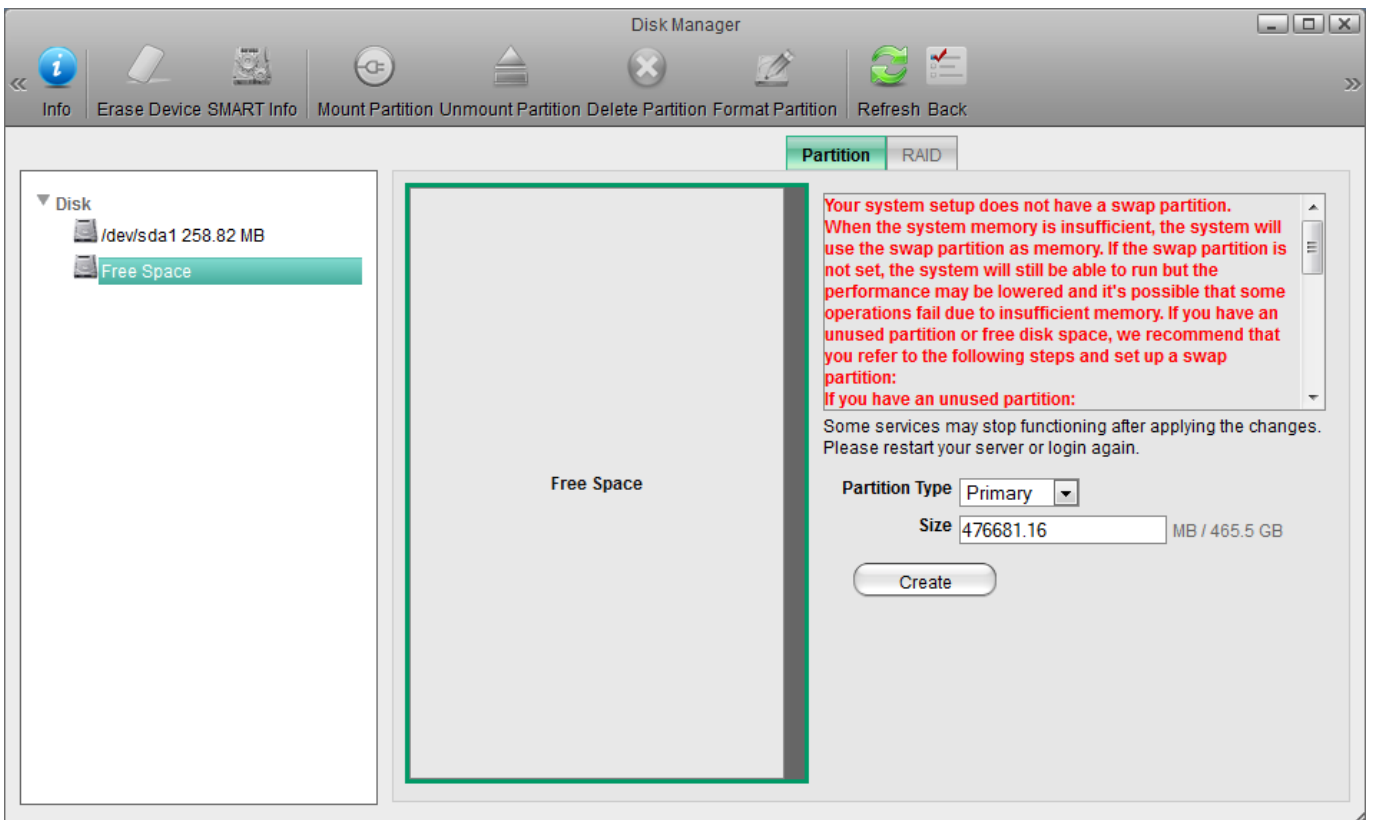 Disk Manager
Info
Erase Device
SMART Info
Mount Partition
Unmount Partition
Delete Partition
Format Partition
Refresh
Back
Partition
RAID
Disk
/dev/sda1 258.82 MB
Free Space
Free Space
Your system setup does not have a swap partition.
When the system memory is insufficient, the system will
use the swap partition as memory. If the swap partition is
not set, the system will still be able to run but the
performance may be lowered and it's possible that some
operations fail due to insufficient memory. If you have an
unused partition or free disk space, we recommend that
you refer to the following steps and set up a swap
partition:
If you have an unused partition:
Some services may stop functioning after applying the changes.
Please restart your server or login again.
Partition Type Primary
Size 476681.16 MB / 465.5 GB
Create